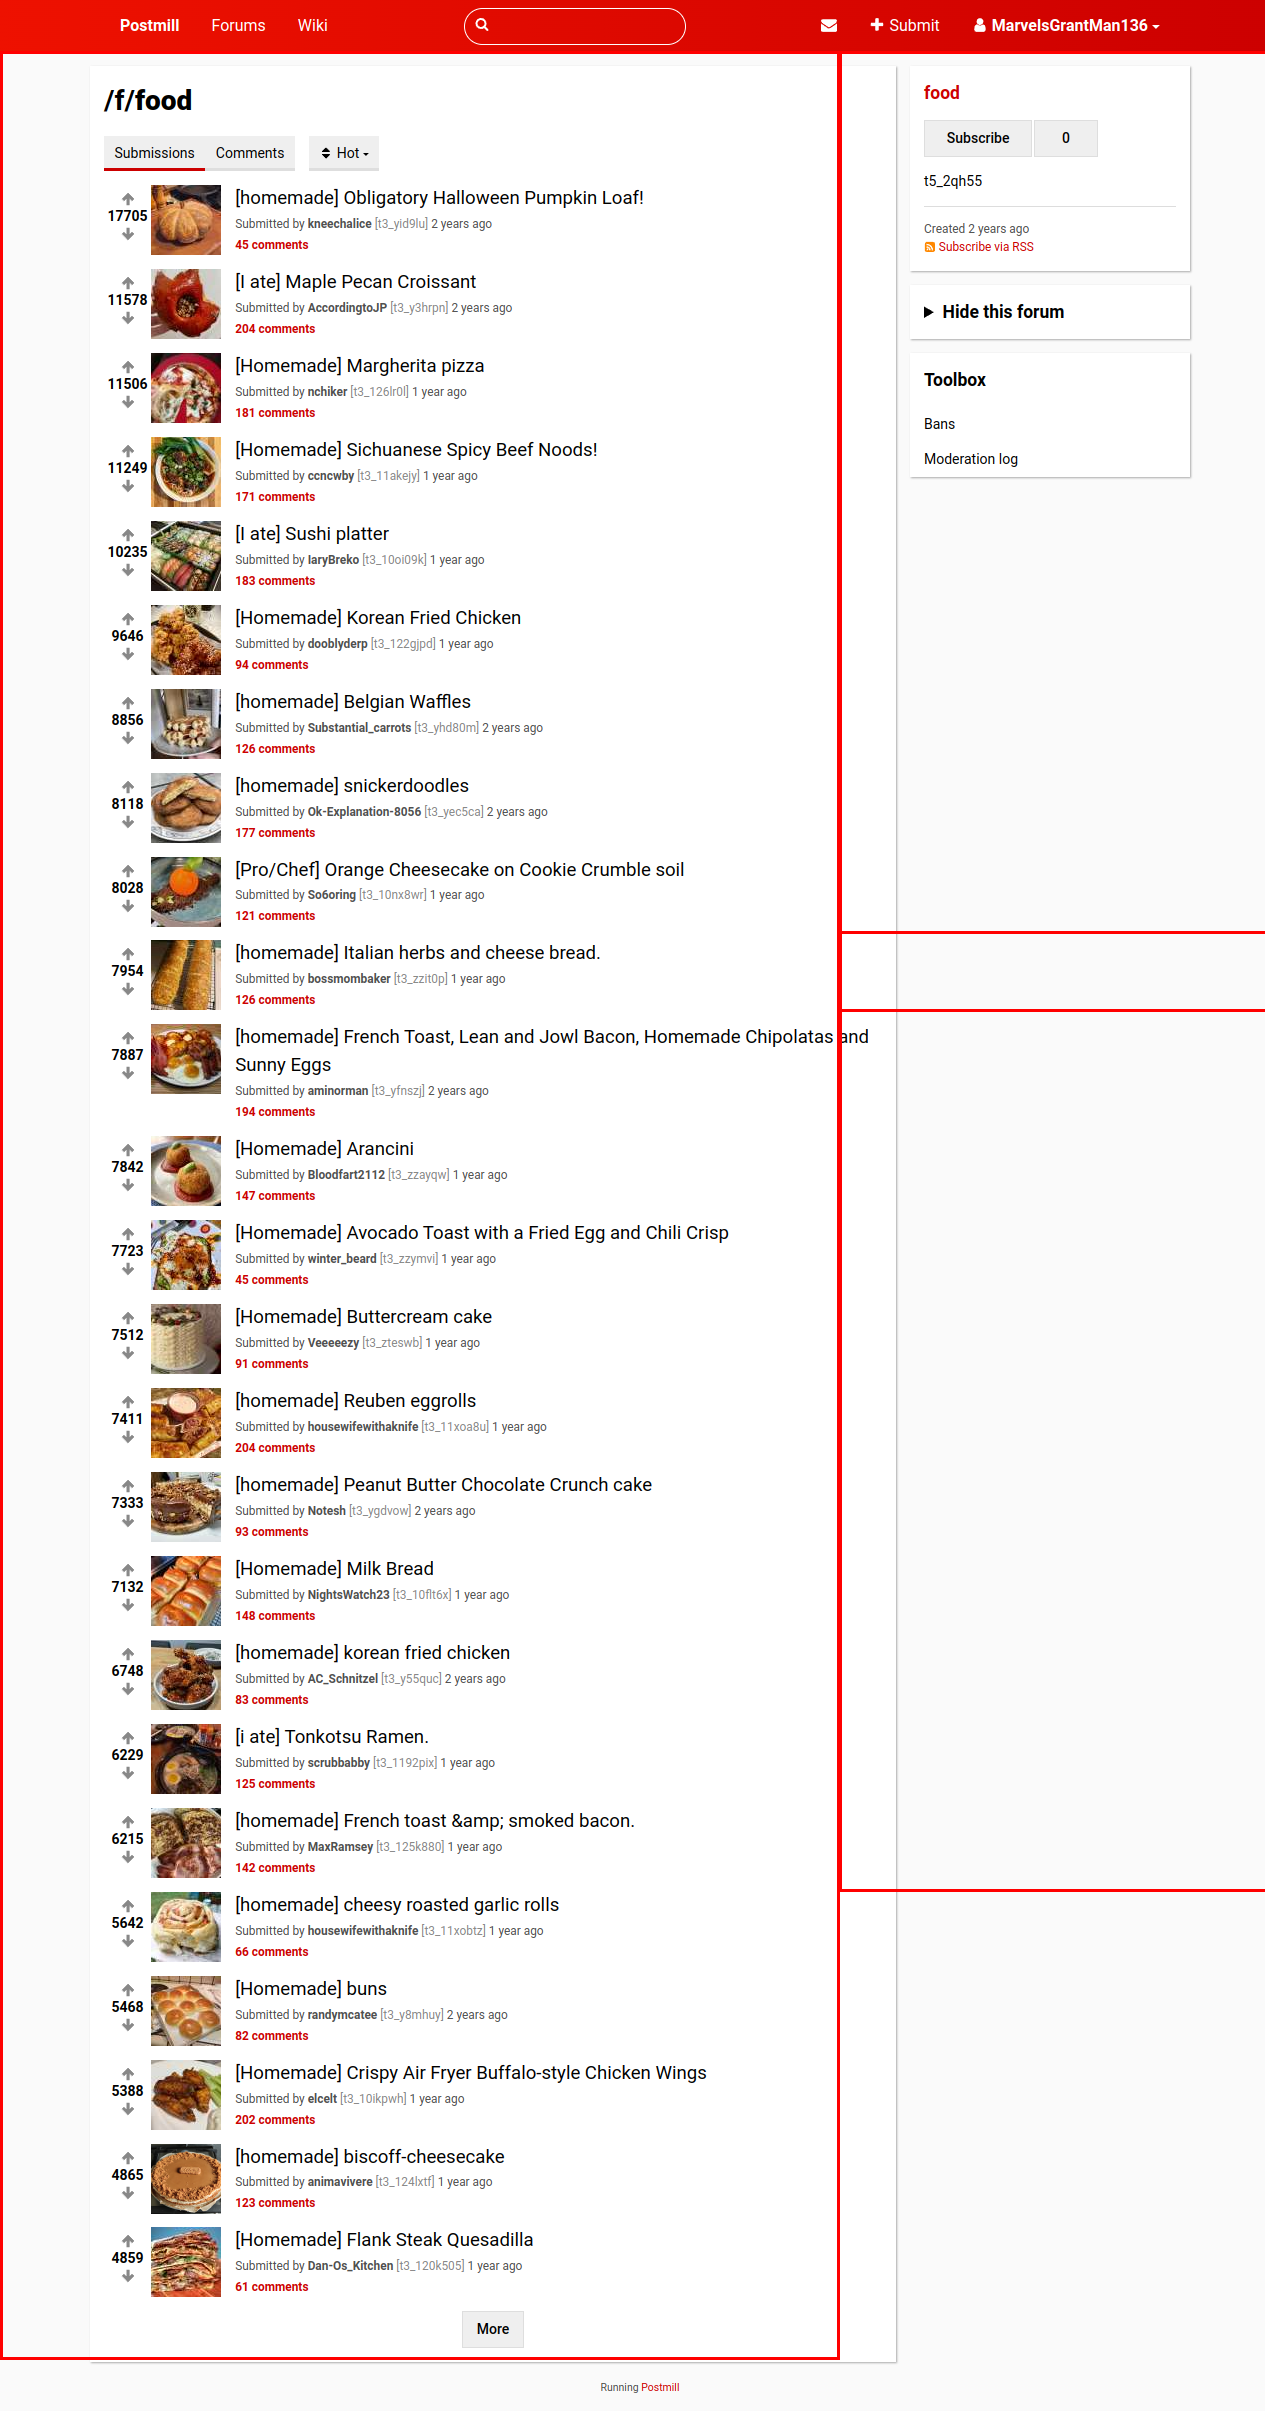 Postmill Forums Wiki Submit MarvelsGrantMan136
/f/food
Submissions Comments Hot
17705
[homemade] Obligatory Halloween Pumpkin Loaf!
Submitted by kneechalice [t3_yid9lu] 2 years ago
45 comments
11578
[I ate] Maple Pecan Croissant
Submitted by AccordingtoJP [t3_y3hrpn] 2 years ago
204 comments
11506
[Homemade] Margherita pizza
Submitted by nchiker [t3_126lr0l] 1 year ago
181 comments
11249
[Homemade] Sichuanese Spicy Beef Noods!
Submitted by ccncwby [t3_11akejy] 1 year ago
171 comments
10235
[I ate] Sushi platter
Submitted by IaryBreko [t3_10oi09k] 1 year ago
183 comments
9646
[Homemade] Korean Fried Chicken
Submitted by dooblyderp [t3_122gjpd] 1 year ago
94 comments
8856
[homemade] Belgian Waffles
Submitted by Substantial_carrots [t3_yhd80m] 2 years ago
126 comments
8118
[homemade] snickerdoodles
Submitted by Ok-Explanation-8056 [t3_yec5ca] 2 years ago
177 comments
8028
[Pro/Chef] Orange Cheesecake on Cookie Crumble soil
Submitted by So6oring [t3_10nx8wr] 1 year ago
121 comments
7954
[homemade] Italian herbs and cheese bread.
Submitted by bossmombaker [t3_zzit0p] 1 year ago
126 comments
7887
[homemade] French Toast, Lean and Jowl Bacon, Homemade Chipolatas and
Sunny Eggs
Submitted by aminorman [t3_yfnszj] 2 years ago
194 comments
7842
[Homemade] Arancini
Submitted by Bloodfart2112 [t3_zzayqw] 1 year ago
147 comments
7723
[Homemade] Avocado Toast with a Fried Egg and Chili Crisp
Submitted by winter_beard [t3_zzymvi] 1 year ago
45 comments
7512
[Homemade] Buttercream cake
Submitted by Veeeeezy [t3_zteswb] 1 year ago
91 comments
7411
[homemade] Reuben eggrolls
Submitted by housewifewithaknife [t3_11xoa8u] 1 year ago
204 comments
7333
[homemade] Peanut Butter Chocolate Crunch cake
Submitted by Notesh [t3_ygdvow] 2 years ago
93 comments
7132
[Homemade] Milk Bread
Submitted by NightsWatch23 [t3_10flt6x] 1 year ago
148 comments
6748
[homemade] korean fried chicken
Submitted by AC_Schnitzel [t3_y55quc] 2 years ago
83 comments
6229
[i ate] Tonkotsu Ramen.
Submitted by scrubbabby [t3_1192pix] 1 year ago
125 comments
6215
[homemade] French toast &amp; smoked bacon.
Submitted by MaxRamsey [t3_125k880] 1 year ago
142 comments
5642
[homemade] cheesy roasted garlic rolls
Submitted by housewifewithaknife [t3_11xobtz] 1 year ago
66 comments
5468
[Homemade] buns
Submitted by randymcatee [t3_y8mhuy] 2 years ago
82 comments
5388
[Homemade] Crispy Air Fryer Buffalo-style Chicken Wings
Submitted by elcelt [t3_10ikpwh] 1 year ago
202 comments
4865
[homemade] biscoff-cheesecake
Submitted by animavivere [t3_124lxtf] 1 year ago
123 comments
4859
[Homemade] Flank Steak Quesadilla
Submitted by Dan-Os_Kitchen [t3_120k505] 1 year ago
61 comments
More
food
Subscribe 0
t5_2qh55
Created 2 years ago
Subscribe via RSS
Hide this forum
Toolbox
Bans
Moderation log
Running Postmill